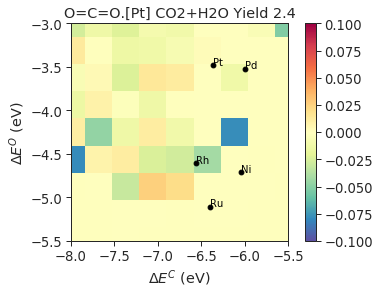 O=C=O.[Pt] CO2+H2O Yield 2.4
−3.0
−3.5
−4.0
−4.5
−5.0
−5.5
ΔE^O (eV)
Pt
Pd
Rh
Ni
Ru
−8.0 −7.5 −7.0 −6.5 −6.0 −5.5
ΔE^C (eV)
0.100
0.075
0.050
0.025
0.000
−0.025
−0.050
−0.075
−0.100